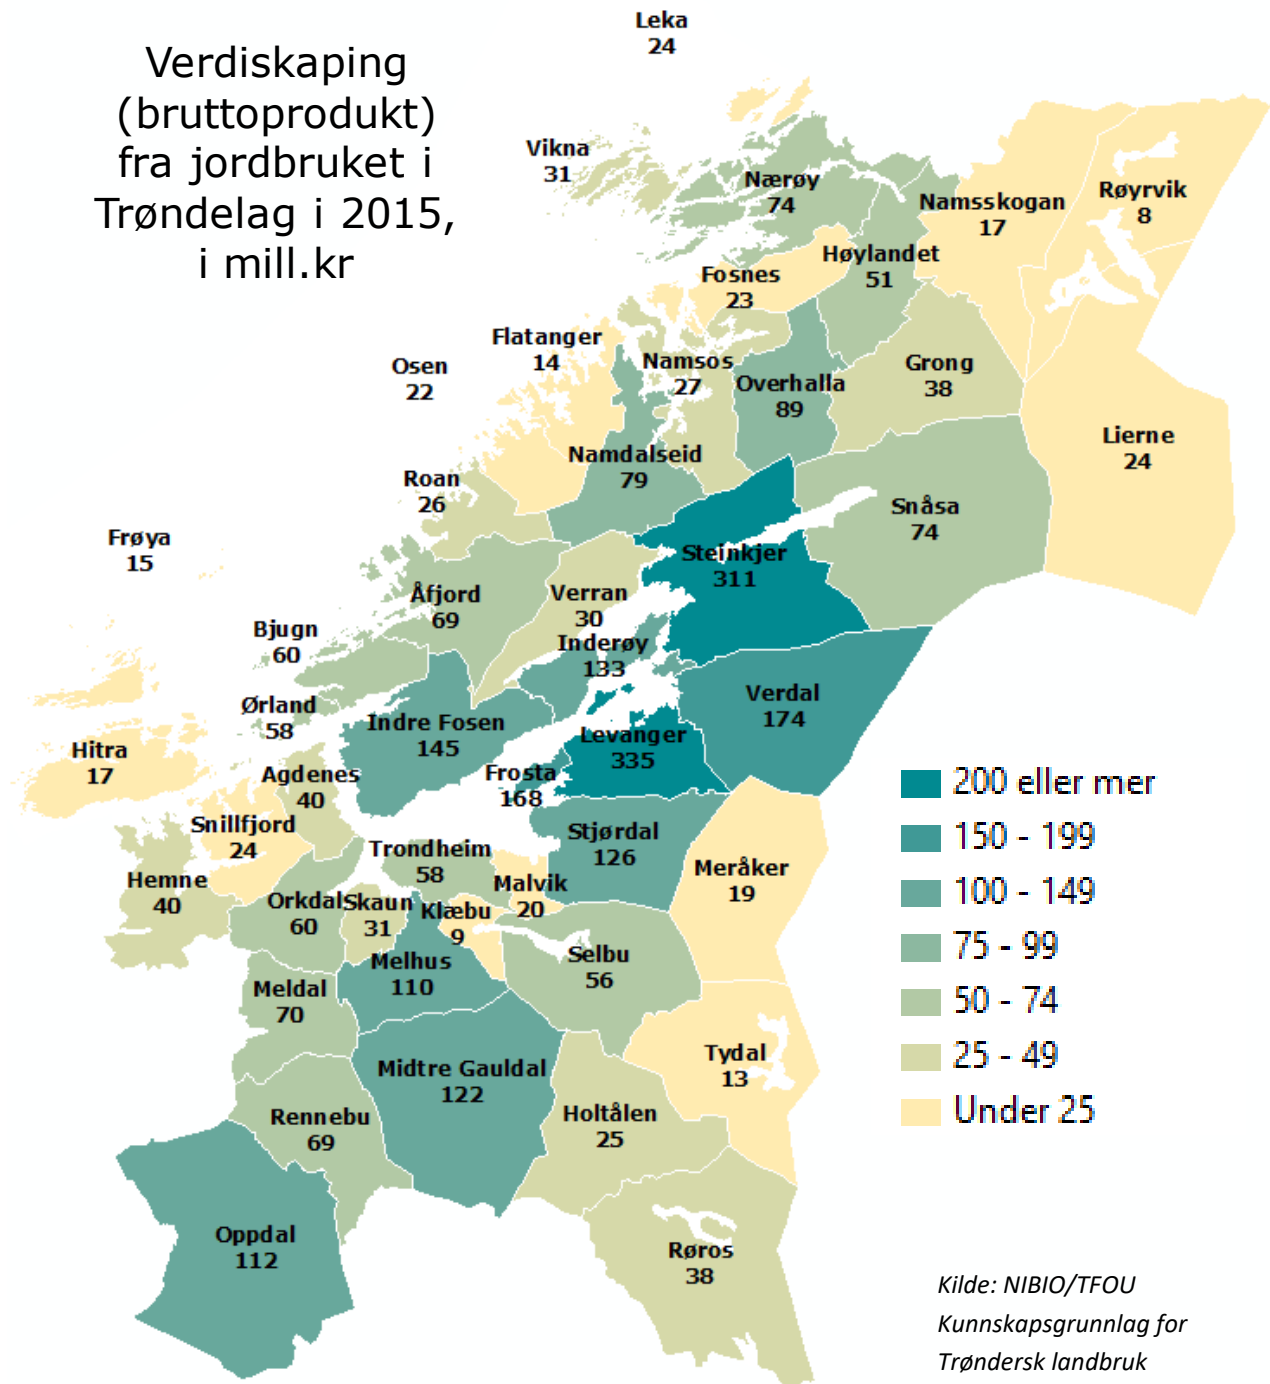 Verdiskaping
(bruttoprodukt)
fra jordbruket i
Trøndelag i 2015,
i mill.kr
Leka
24
Vikna
31
Nærøy
74
Namsskogan
17
Røyrvik
8
Høylandet
51
Fosnes
23
Flatanger
14
Osen
22
Namsos
27
Overhalla
89
Grong
38
Lierne
24
Namdalseid
79
Roan
26
Snåsa
74
Frøya
15
Steinkjer
311
Åfjord
69
Verran
30
Bjugn
60
Inderøy
133
Ørland
58
Indre Fosen
145
Verdal
174
Levanger
335
Hitra
17
Agdenes
40
Frosta
168
Snillfjord
24
Stjørdal
126
Trondheim
58
Meråker
19
Hemne
40
Malvik
20
Orkdal
60
Skaun
31
Klæbu
9
Selbu
56
Melhus
110
Meldal
70
Tydal
13
Midtre Gauldal
122
Holtålen
25
Rennebu
69
Oppdal
112
Røros
38
200 eller mer
150 - 199
100 - 149
75 - 99
50 - 74
25 - 49
Under 25
Kilde: NIBIO/TFOU
Kunnskapsgrunnlag for
Trøndersk landbruk